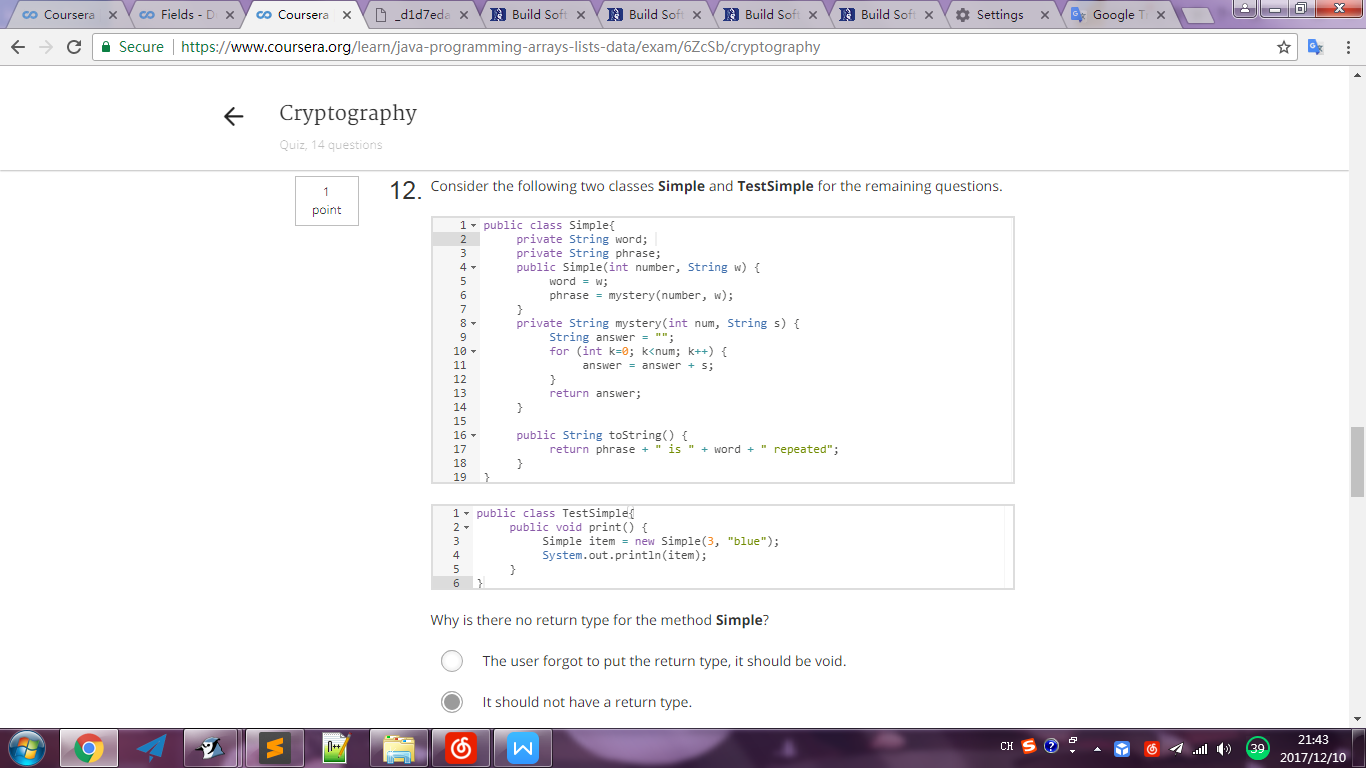 Coursera
Fields - D
Coursera
_d1d7eda
Build Soft
Build Soft
Build Soft
Build Soft
Settings
Google Tr
Secure
https://www.coursera.org/learn/java-programming-arrays-lists-data/exam/6ZcSb/cryptography
Cryptography
Quiz, 14 questions
1
point
12.
Consider the following two classes Simple and TestSimple for the remaining questions.
1 public class Simple{
2 private String word;
3 private String phrase;
4 public Simple(int number, String w) {
5 word = w;
6 phrase = mystery(number, w);
7 }
8 private String mystery(int num, String s) {
9 String answer = "";
10 for (int k=0; k<num; k++) {
11 answer = answer + s;
12 }
13 return answer;
14 }
15
16 public String toString() {
17 return phrase + " is " + word + " repeated";
18 }
19 }
1 public class TestSimple{
2 public void print() {
3 Simple item = new Simple(3, "blue");
4 System.out.println(item);
5 }
6 }
Why is there no return type for the method Simple?
The user forgot to put the return type, it should be void.
It should not have a return type.
CH
39
21:43
2017/12/10